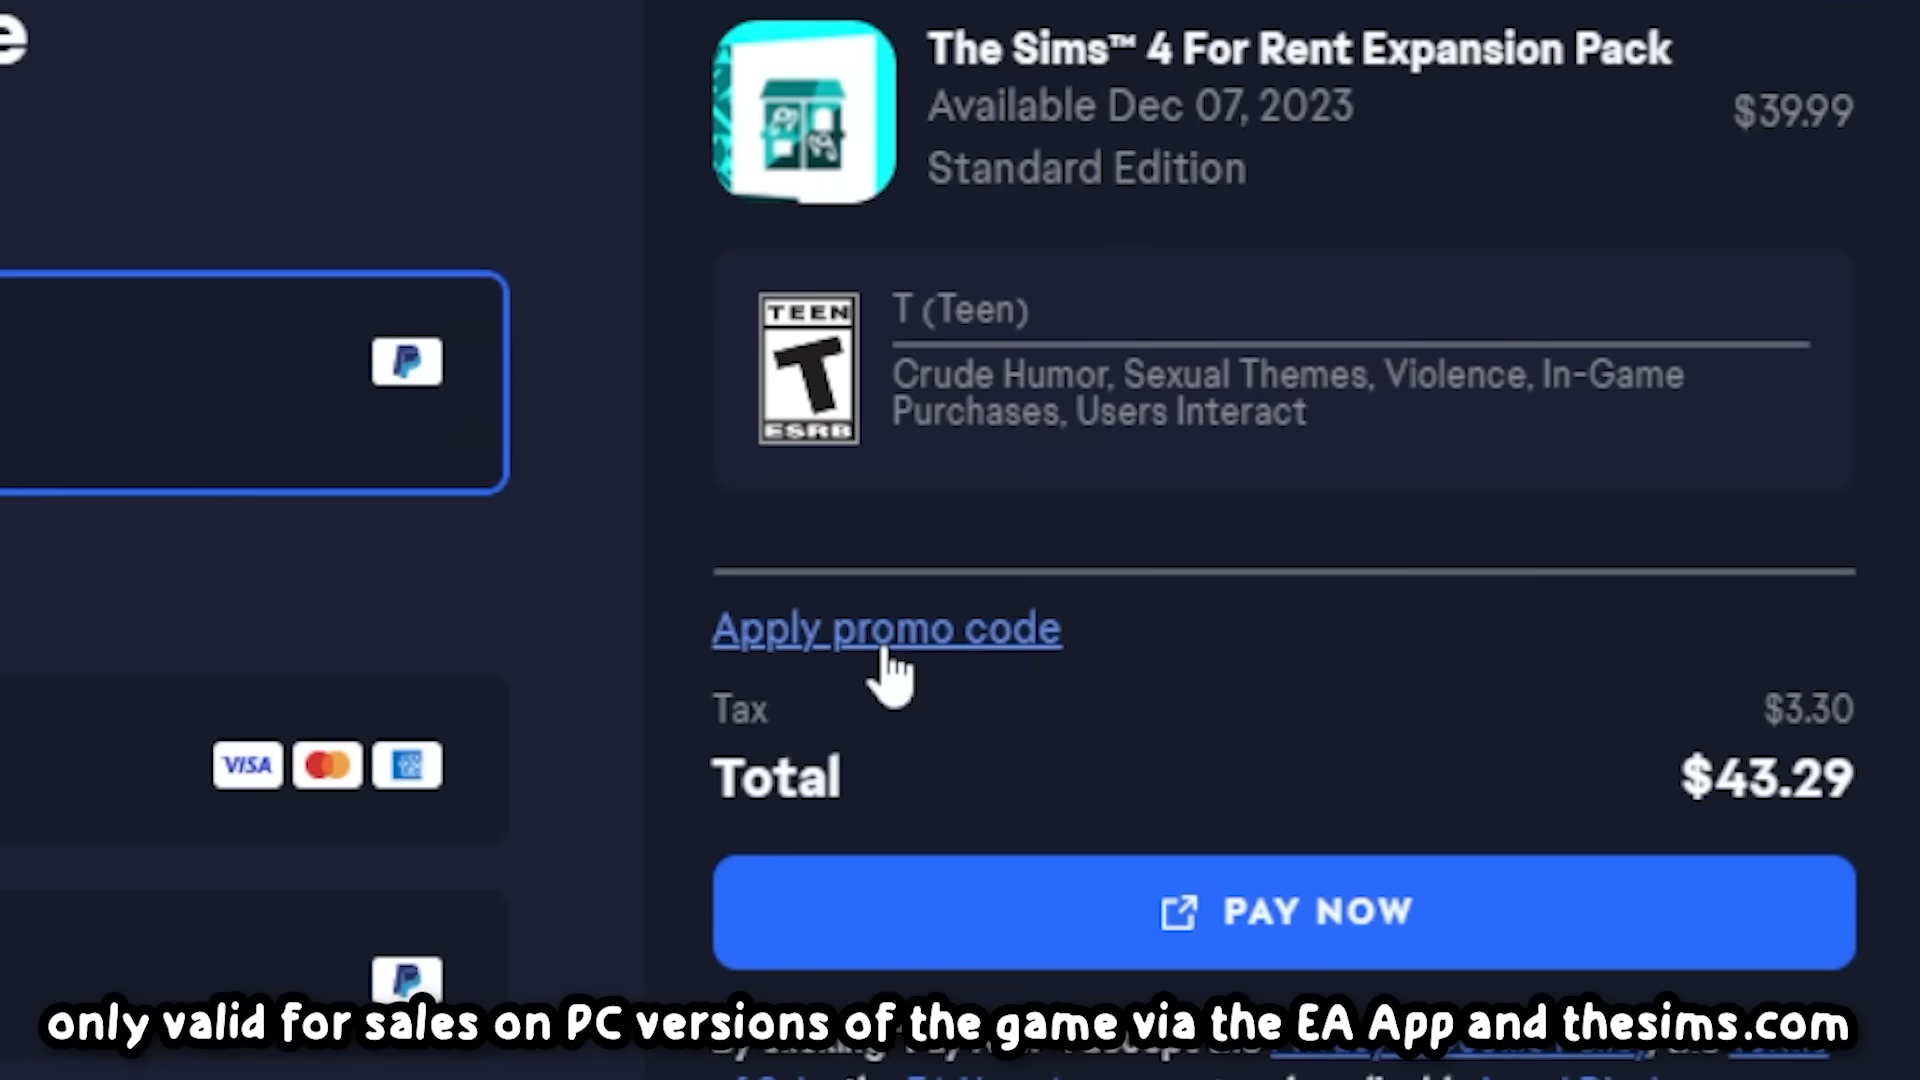 e
The Sims™ 4 For Rent Expansion Pack
Available Dec 07, 2023
$39.99
Standard Edition
TEEN
T
ESRB
T (Teen)
Crude Humor, Sexual Themes, Violence, In-Game
Purchases, Users Interact
Apply promo code
Tax
$3.30
Total
$43.29
VISA
PAY NOW
only valid for sales on PC versions of the game via the EA App and thesims.com